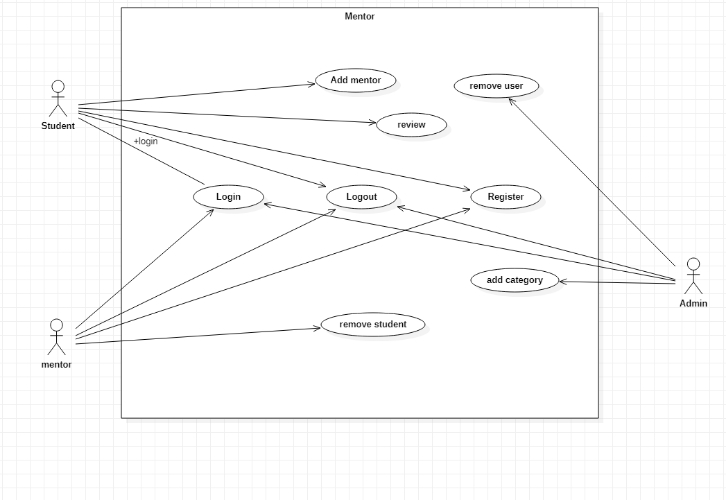 Mentor
Add mentor
remove user
Student
review
+login
Login
Logout
Register
add category
Admin
remove student
mentor